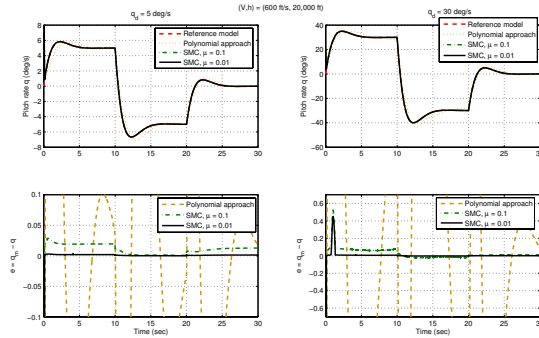 (V,h) = (600 ft/s, 20,000 ft)
q_d = 5 deg/s
Pitch rate q (deg/s)
8
6
4
2
0
−2
−4
−6
−8
0 5 10 15 20 25 30
Reference model
Polynomial approach
SMC, μ = 0.1
SMC, μ = 0.01
q_d = 30 deg/s
Pitch rate q (deg/s)
40
20
0
−20
−40
−60
0 5 10 15 20 25 30
Reference model
Polynomial approach
SMC, μ = 0.1
SMC, μ = 0.01
e = q_m − q
0.1
0.05
0
−0.05
−0.1
0 5 10 15 20 25 30
Time (sec)
Polynomial approach
SMC, μ = 0.1
SMC, μ = 0.01
e = q_m − q
0.6
0.4
0.2
0
−0.2
−0.4
−0.6
0 5 10 15 20 25 30
Time (sec)
Polynomial approach
SMC, μ = 0.1
SMC, μ = 0.01